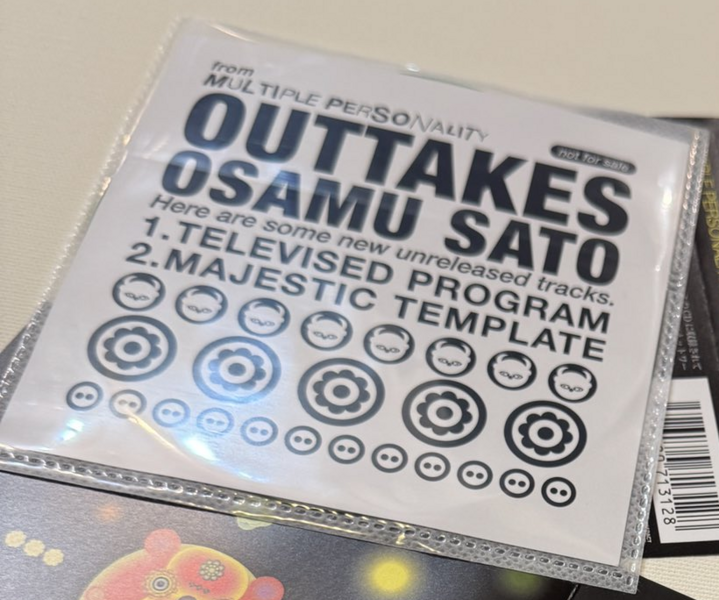 from
MULTIPLE PERSONALITY
not for sale
OUTTAKES
OSAMU SATO
Here are some new unreleased tracks.
1. TELEVISED PROGRAM
2. MAJESTIC TEMPLATE
713128